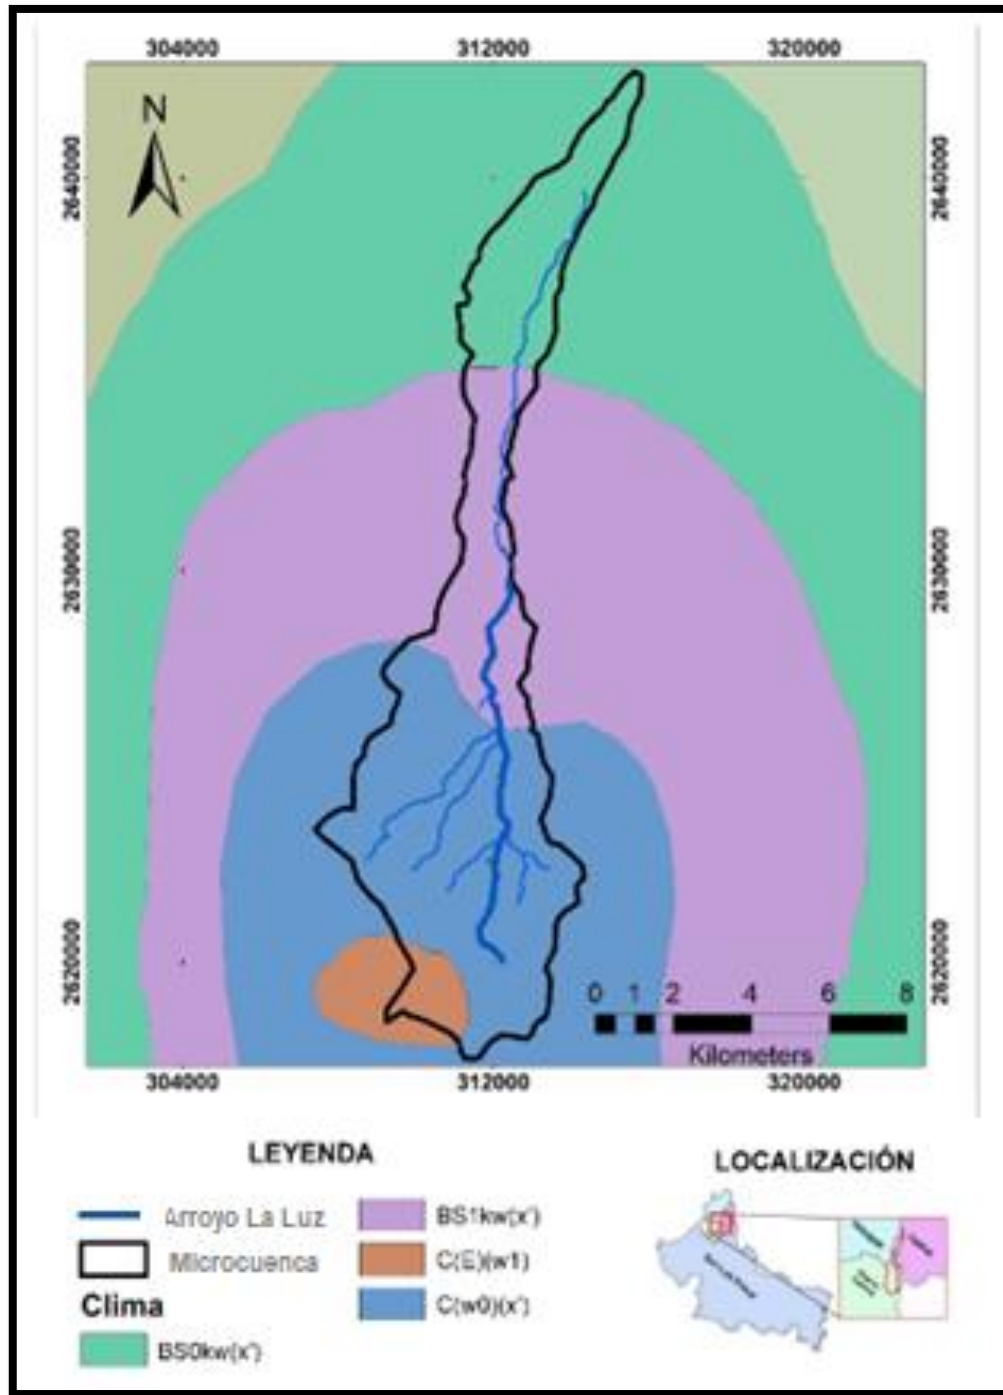 304000 312000 320000
N
2640000 2640000
2630000 2630000
2620000 2620000
0 1 2 4 6 8
Kilometers
304000 312000 320000
LEYENDA
Arroyo La Luz
Microcuenca
Clima
BS0kw(x')
BS1kw(x')
C(E)(w1)
C(w0)(x')
LOCALIZACIÓN